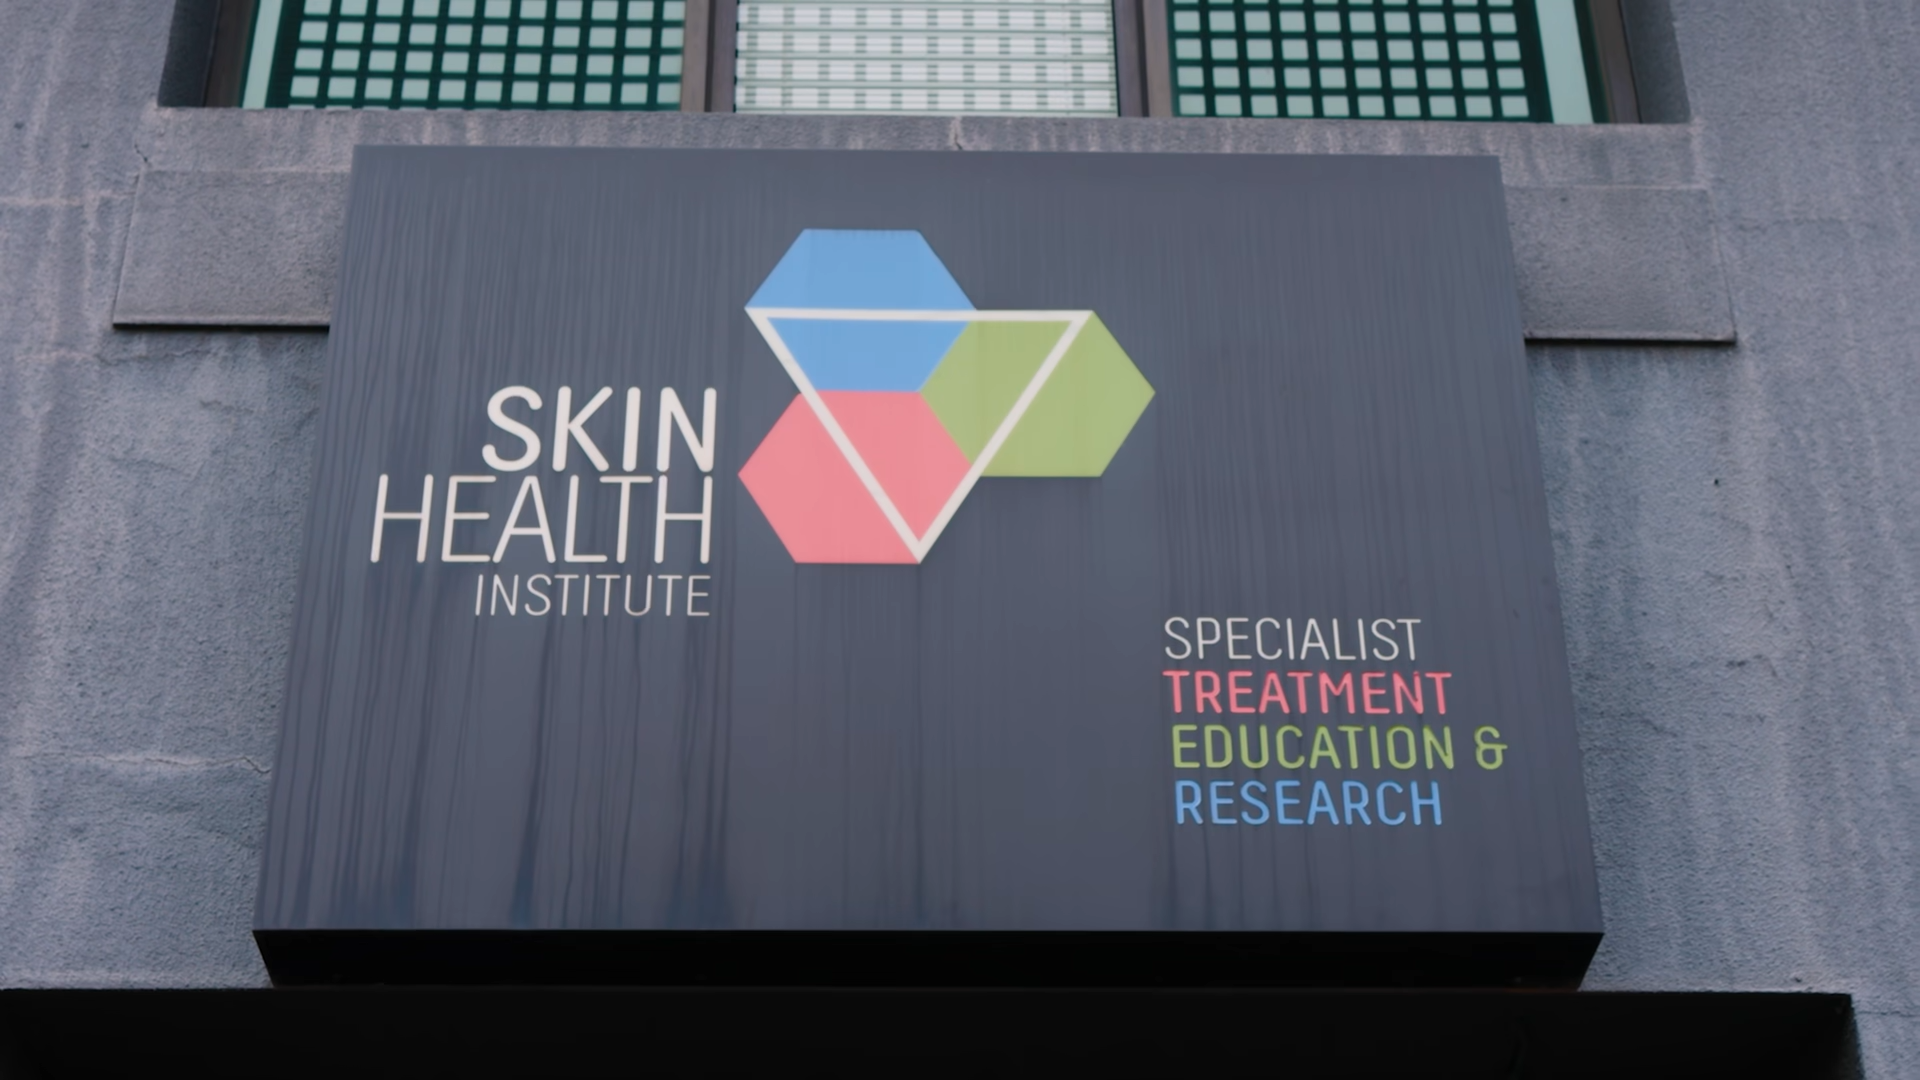 SKIN
HEALTH
INSTITUTE
SPECIALIST
TREATMENT
EDUCATION &
RESEARCH